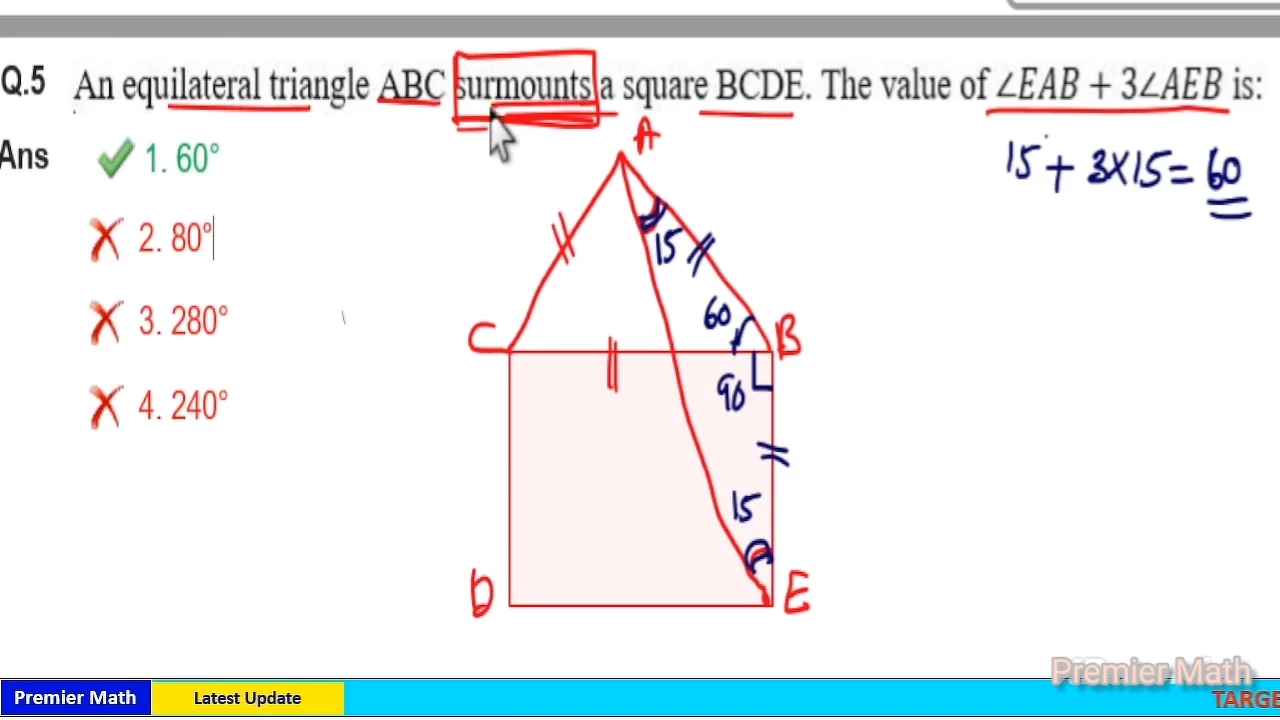 Q.5 An equilateral triangle ABC surmounts a square BCDE. The value of ∠EAB + 3∠AEB is:
Ans 1. 60°
2. 80°
3. 280°
4. 240°
15 + 3×15 = 60
A
15
60
C
B
90
15
D
E
Premier Math
Premier Math
Latest Update
TARGE